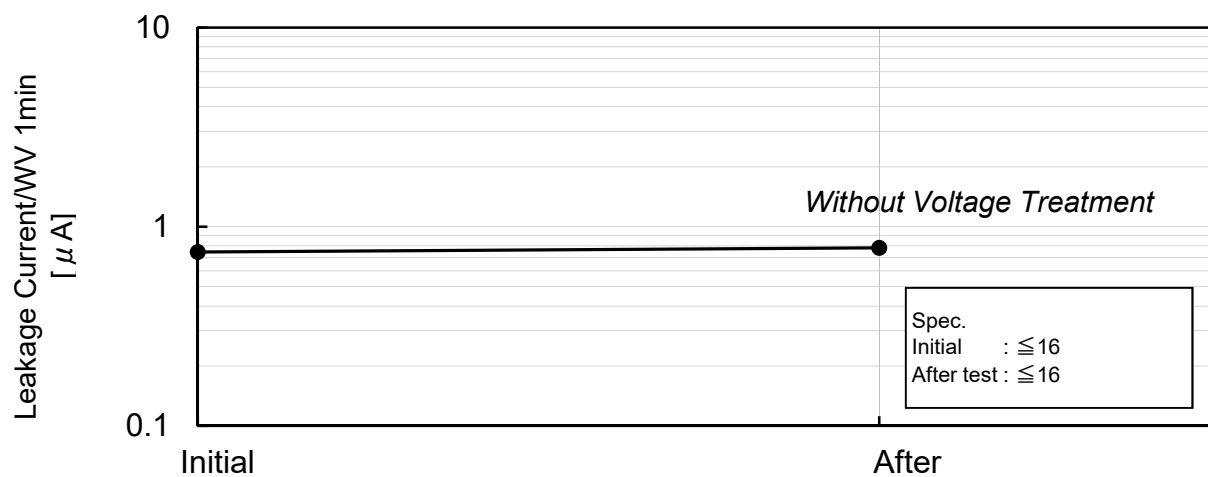 Leakage Current/WV 1min
[μA]
10
1
0.1
Without Voltage Treatment
Spec.
Initial : ≦16
After test : ≦16
Initial
After